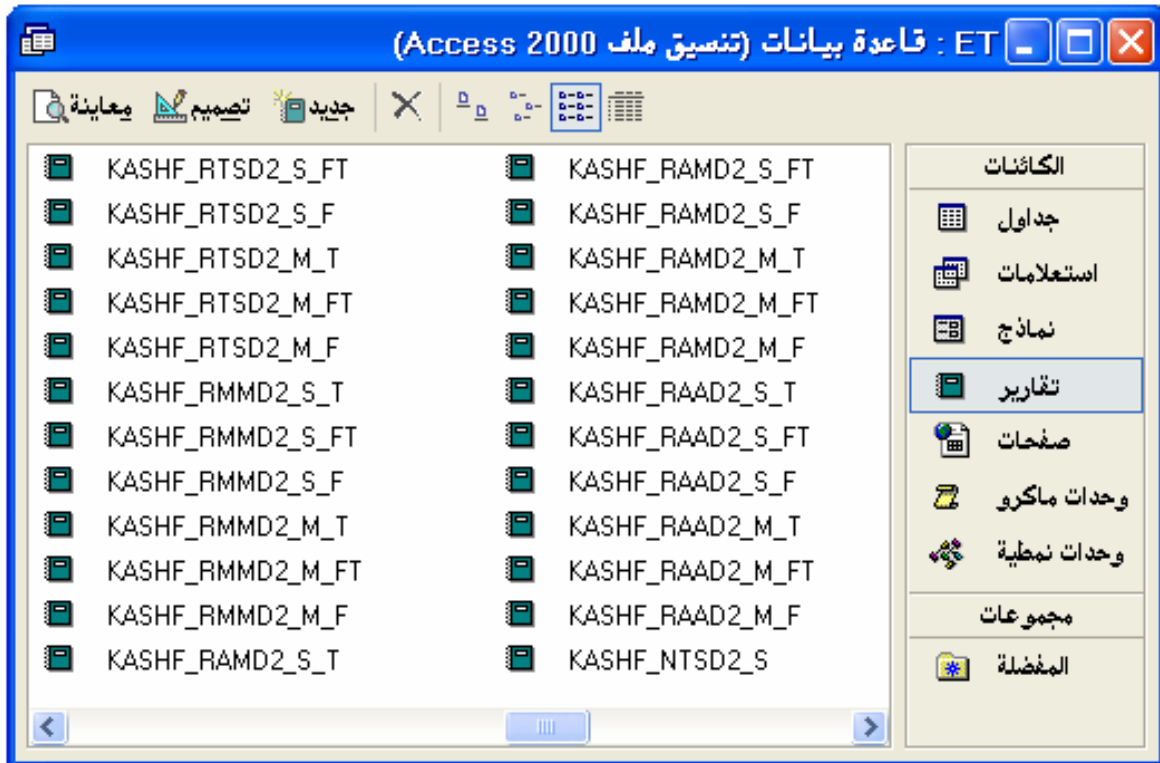 ET : قاعدة بيانات (تنسيق ملف Access 2000)
معاينة تصميم جديد
KASHF_RTSD2_S_FT
KASHF_RTSD2_S_F
KASHF_RTSD2_M_T
KASHF_RTSD2_M_FT
KASHF_RTSD2_M_F
KASHF_RMMD2_S_T
KASHF_RMMD2_S_FT
KASHF_RMMD2_S_F
KASHF_RMMD2_M_T
KASHF_RMMD2_M_FT
KASHF_RMMD2_M_F
KASHF_RAMD2_S_T
KASHF_RAMD2_S_FT
KASHF_RAMD2_S_F
KASHF_RAMD2_M_T
KASHF_RAMD2_M_FT
KASHF_RAMD2_M_F
KASHF_RAAD2_S_T
KASHF_RAAD2_S_FT
KASHF_RAAD2_S_F
KASHF_RAAD2_M_T
KASHF_RAAD2_M_FT
KASHF_RAAD2_M_F
KASHF_NTSD2_S
الكائنات
جداول
استعلامات
نماذج
تقارير
صفحات
وحدات ماكرو
وحدات نمطية
مجموعات
المفضلة